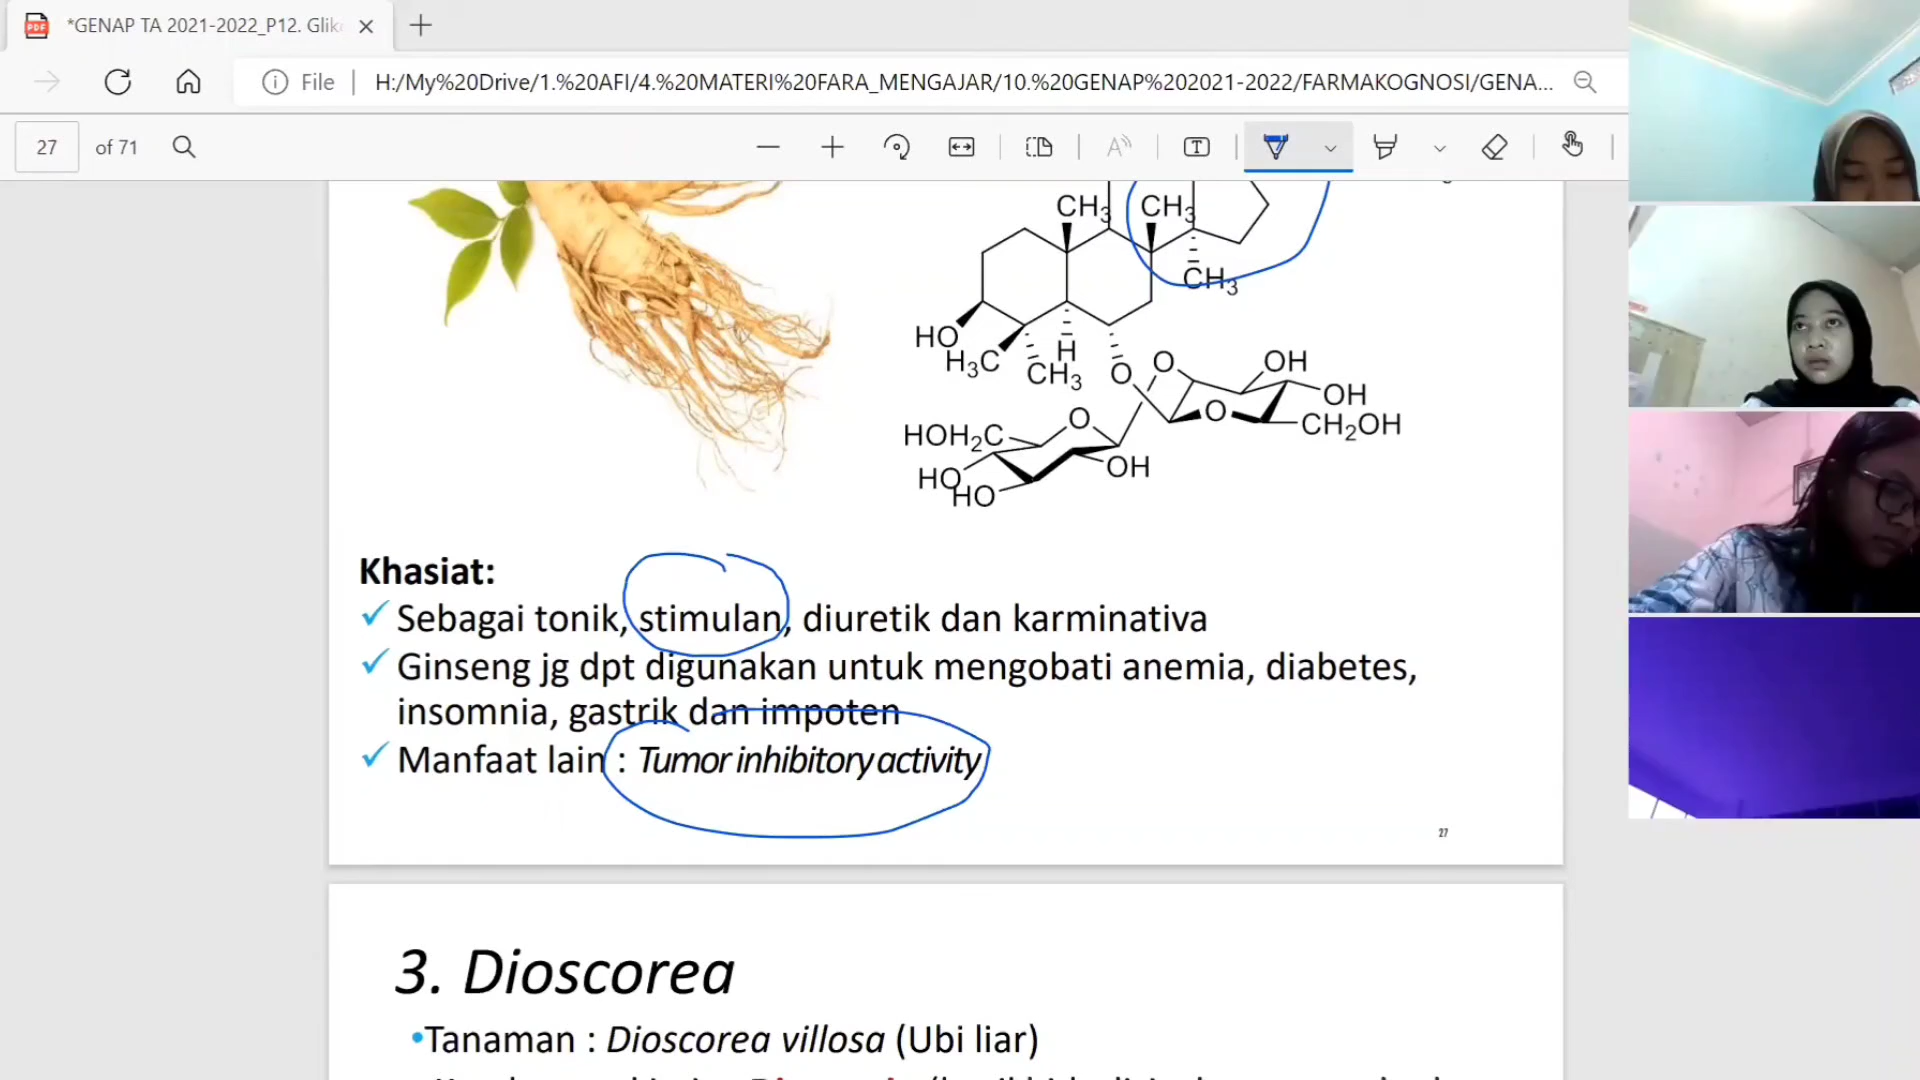 *GENAP TA 2021-2022_P12. Glik
File
H:/My%20Drive/1.%20AFI/4.%20MATERI%20FARA_MENGAJAR/10.%20GENAP%202021-2022/FARMAKOGNOSI/GENA...
27 of 71
CH3 CH3
CH3
HO
H3C CH3 H
O O OH
OH
O
CH2OH
O
HOH2C
OH
HO
HO
Khasiat:
Sebagai tonik, stimulan, diuretik dan karminativa
Ginseng jg dpt digunakan untuk mengobati anemia, diabetes,
insomnia, gastrik dan impoten
Manfaat lain : Tumor inhibitory activity
27
3. Dioscorea
•Tanaman : Dioscorea villosa (Ubi liar)